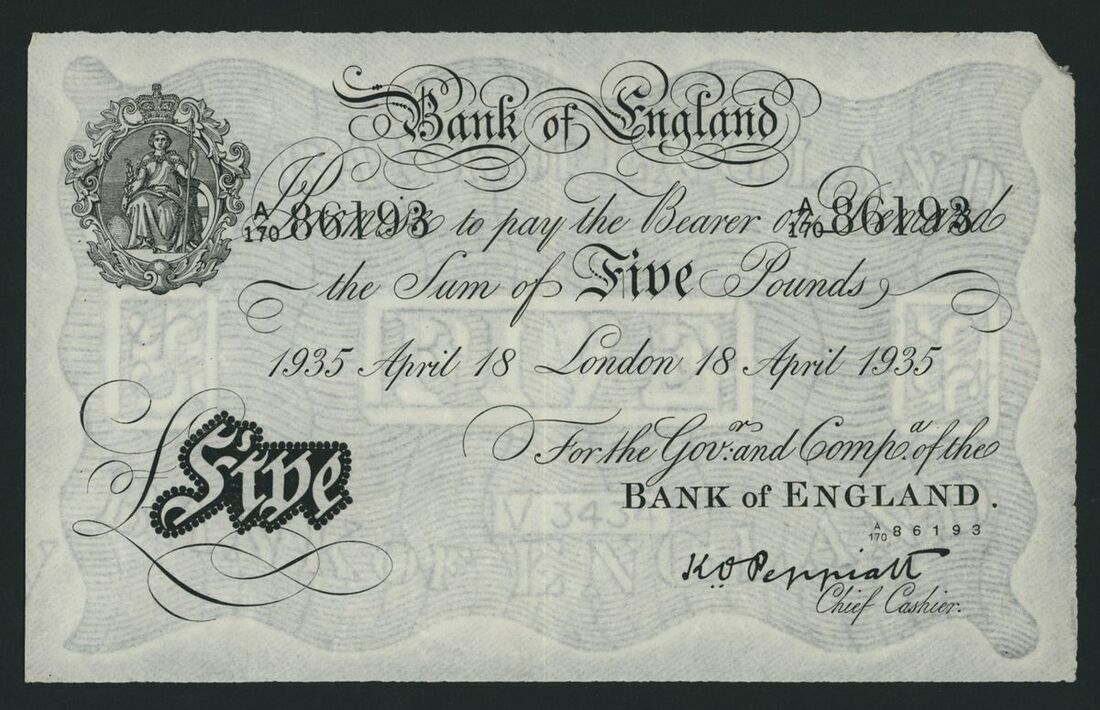 Bank of England
A/170 86193 I Promise to pay the Bearer on Demand A/170 86193
the Sum of Five Pounds
1935 April 18 London 18 April 1935
For the Govr: and Compa. of the
Five
BANK of ENGLAND.
A/170 86193
K.O. Peppiatt
Chief Cashier.